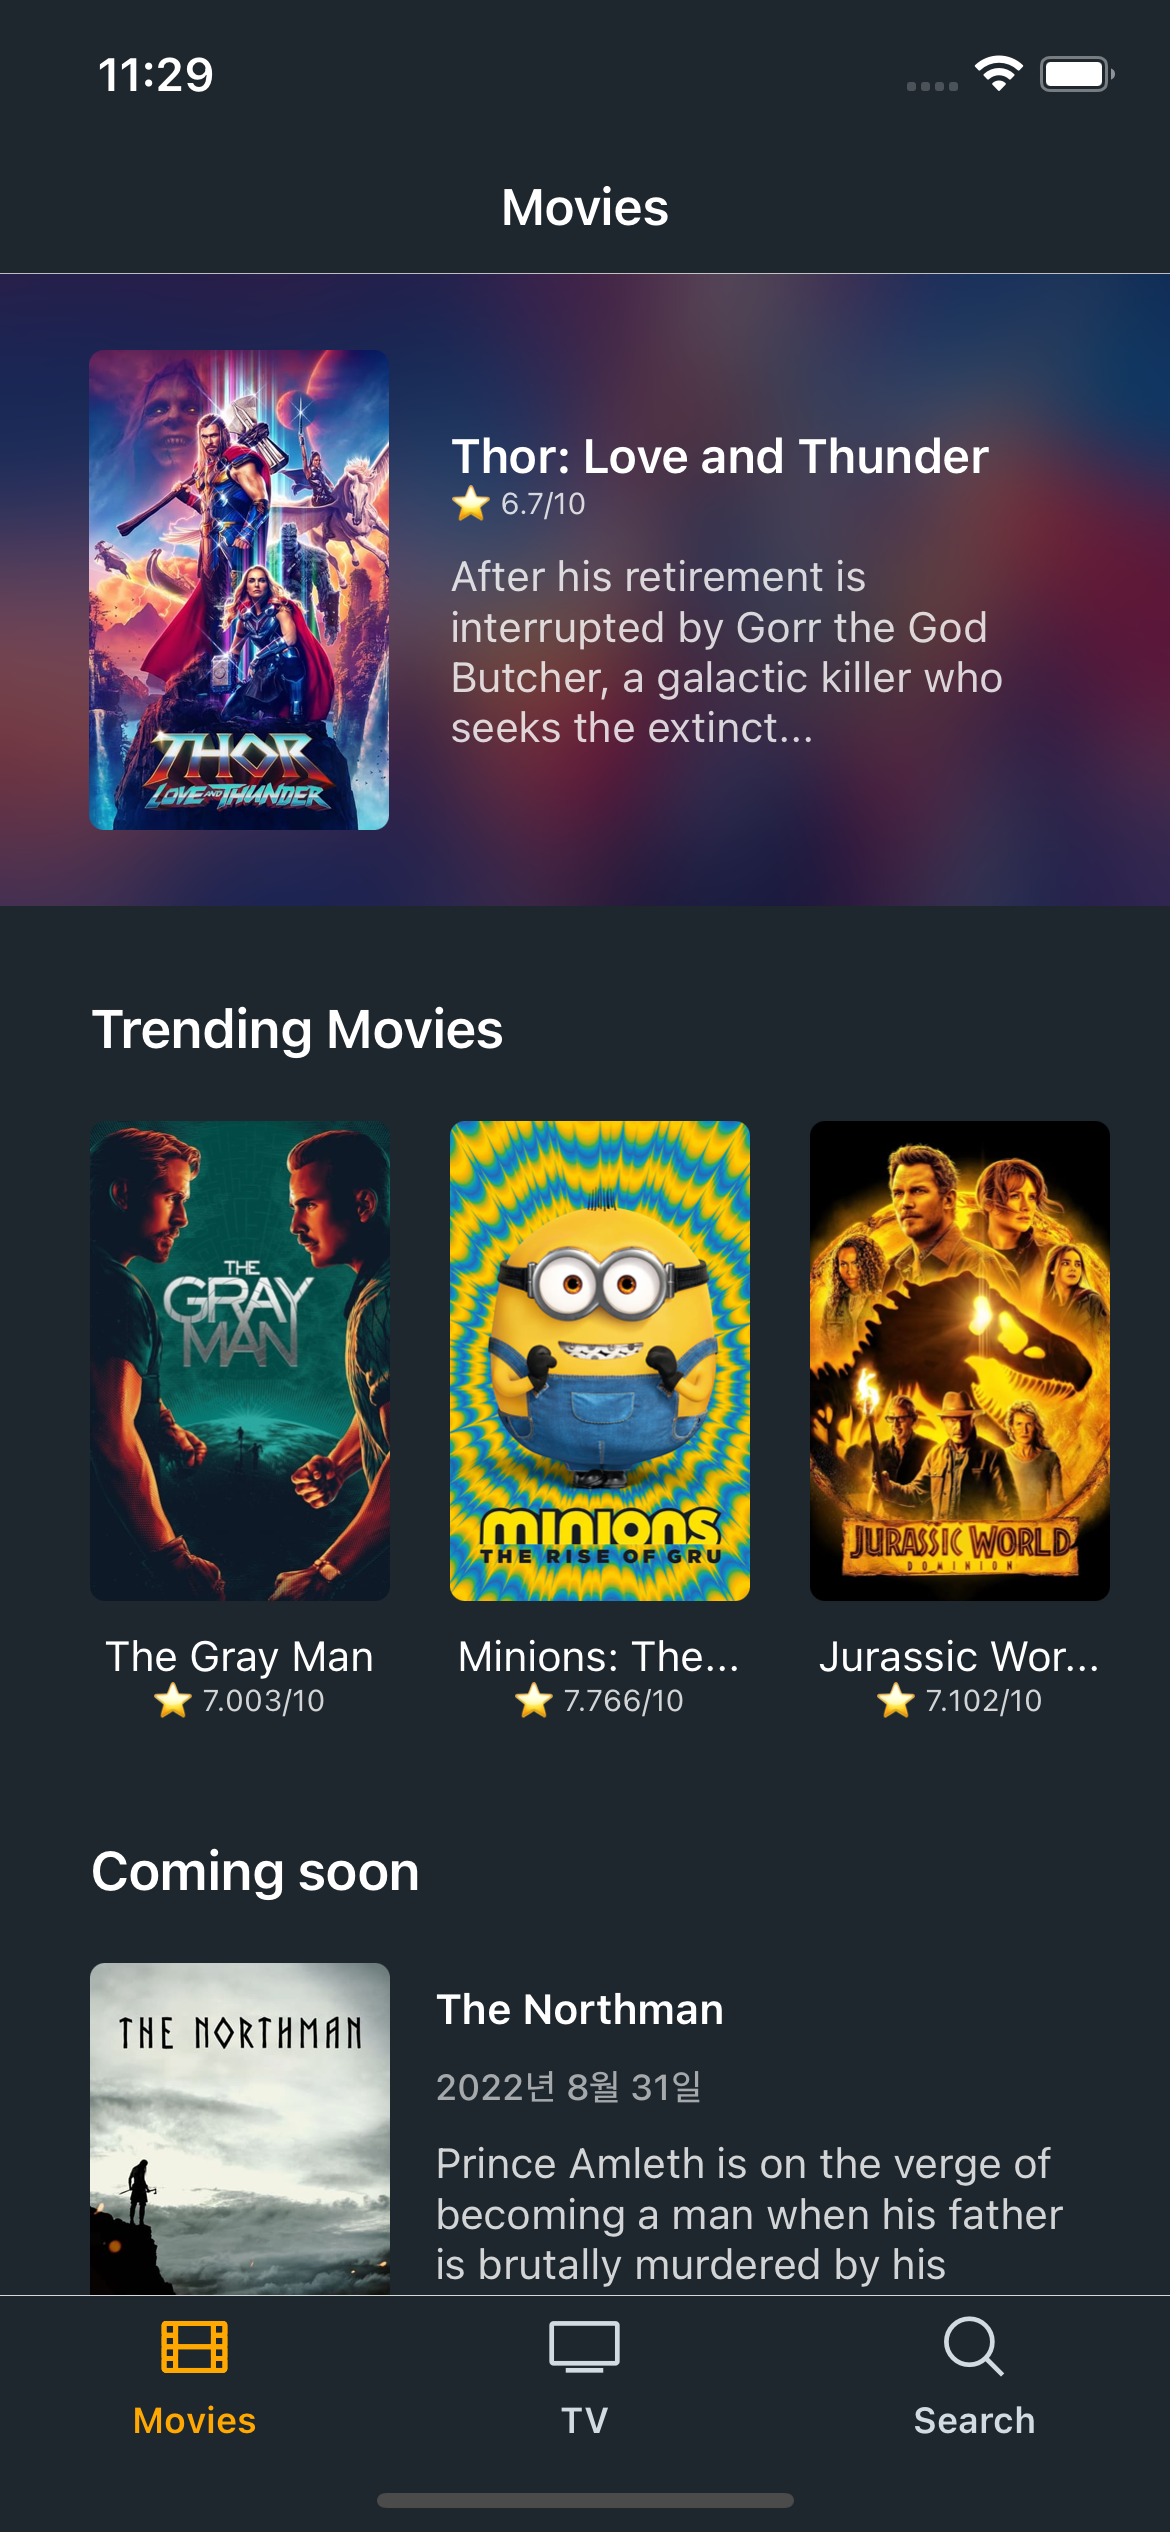 11:29
Movies
THOR
LOVE AND THUNDER
Thor: Love and Thunder
⭐ 6.7/10
After his retirement is
interrupted by Gorr the God
Butcher, a galactic killer who
seeks the extinct...
Trending Movies
THE
GRAY
MAN
minions
THE RISE OF GRU
JURASSIC WORLD
DOMINION
The Gray Man
⭐ 7.003/10
Minions: The...
⭐ 7.766/10
Jurassic Wor...
⭐ 7.102/10
Coming soon
THE NORTHMAN
The Northman
2022년 8월 31일
Prince Amleth is on the verge of
becoming a man when his father
is brutally murdered by his
Movies
TV
Search